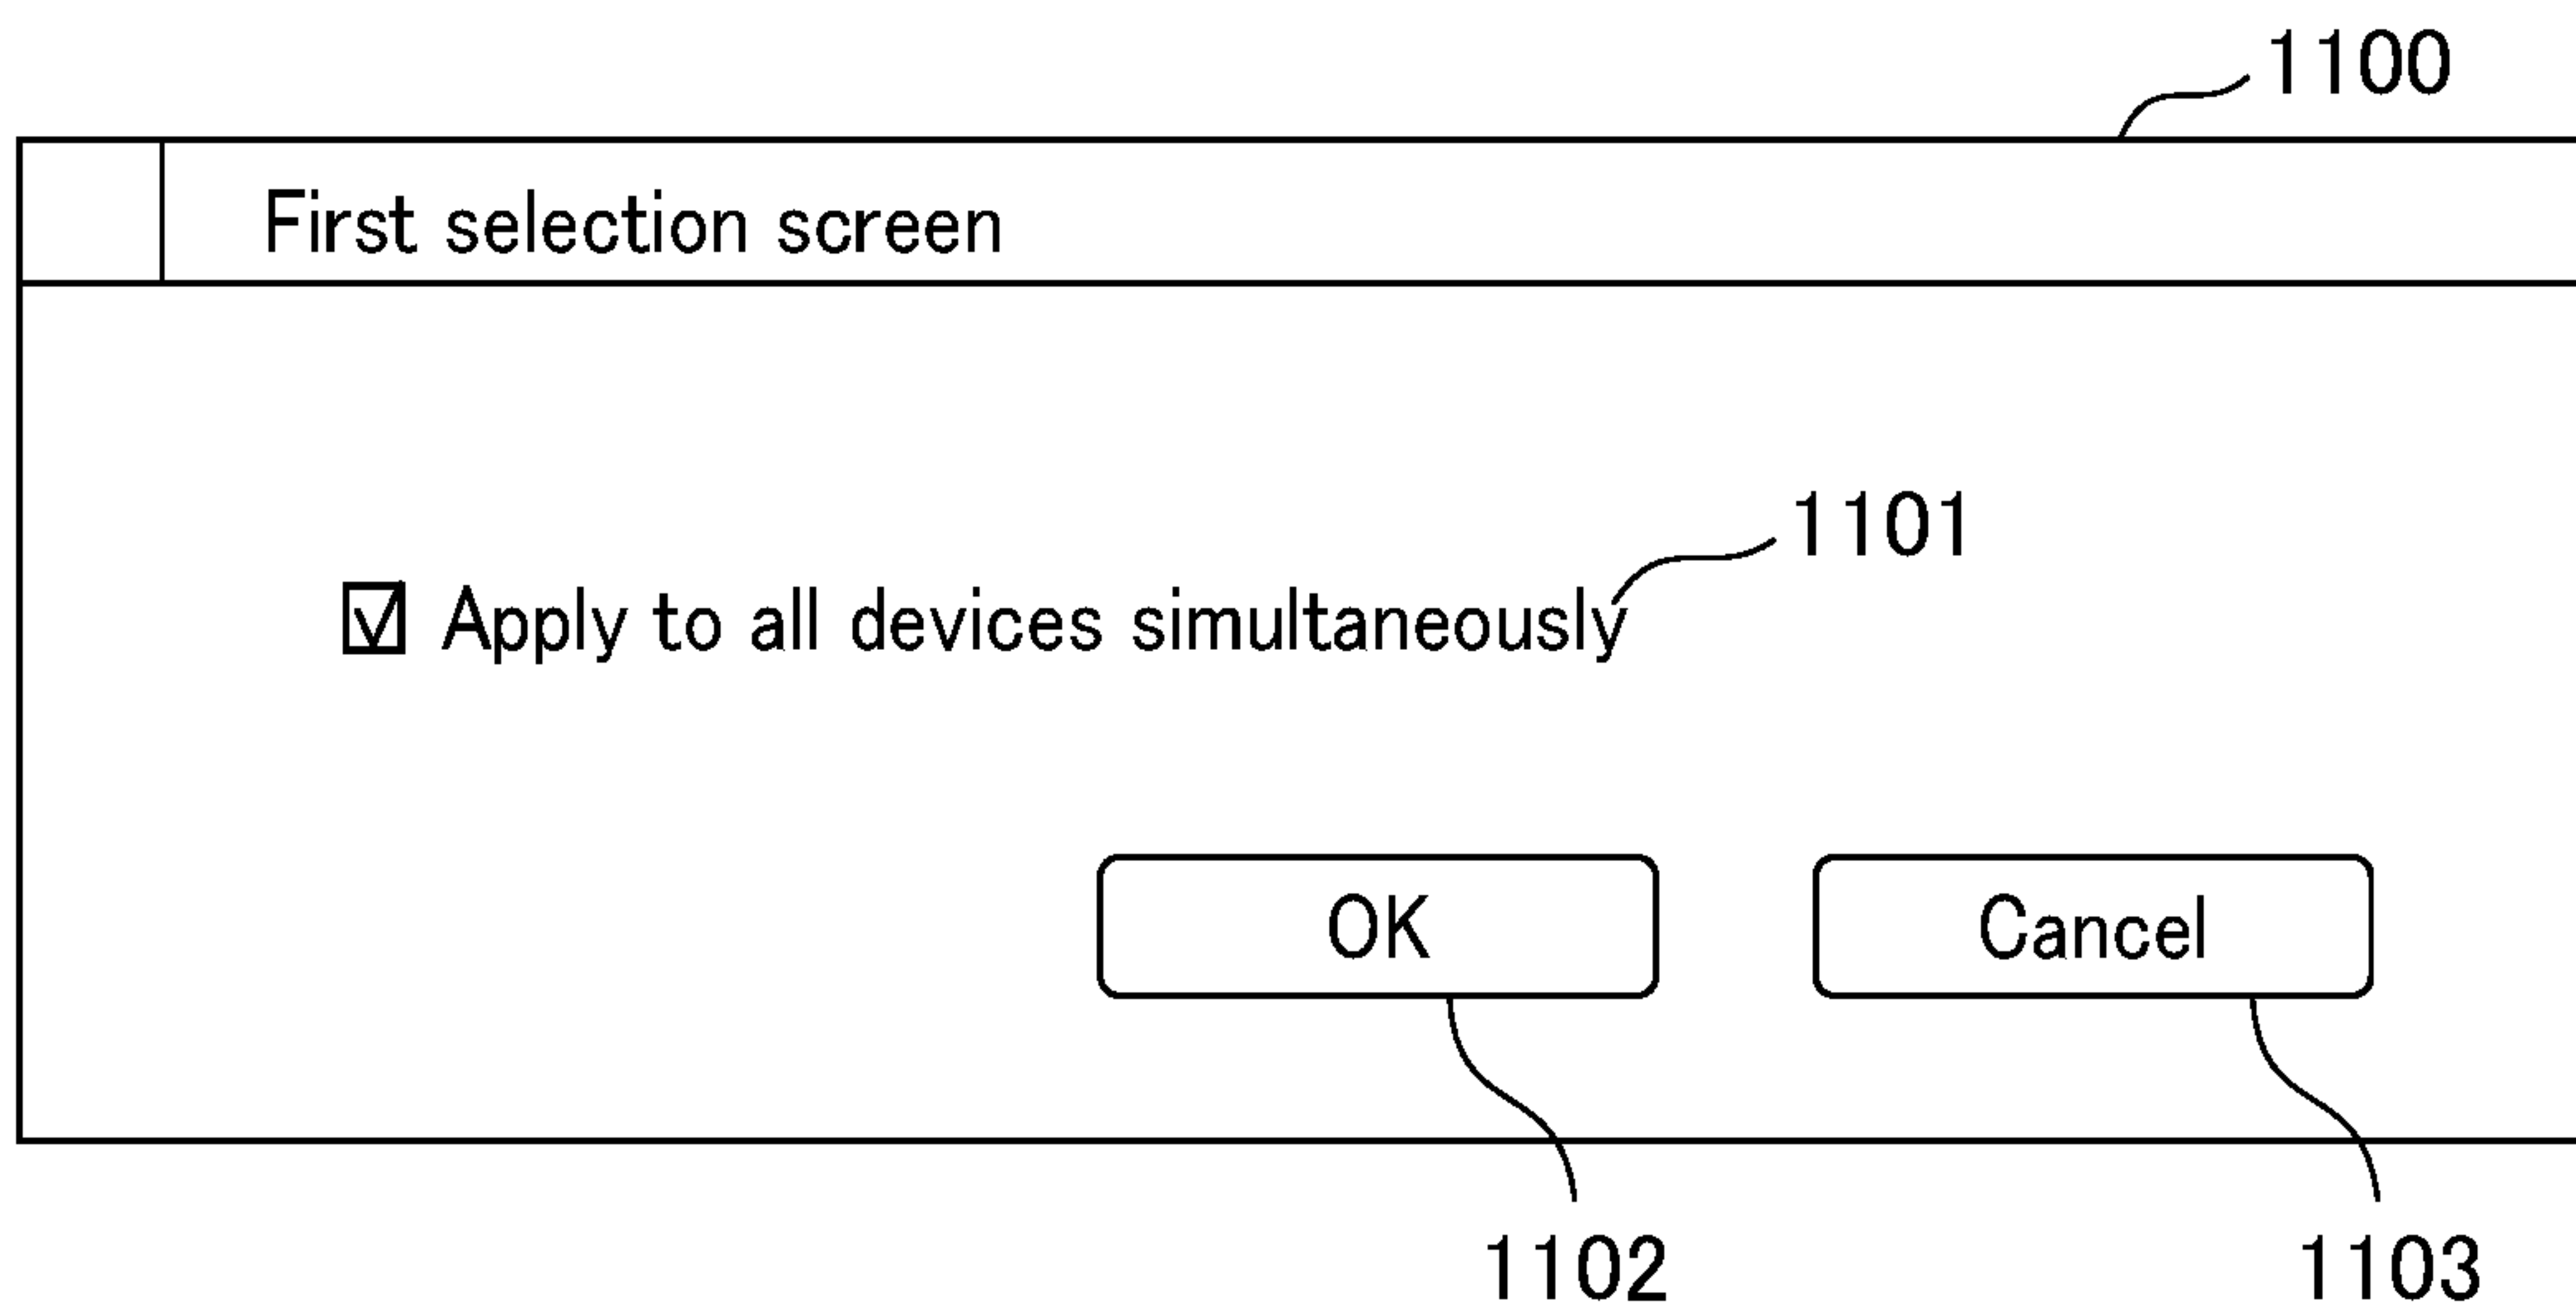 1100
First selection screen
1101
Apply to all devices simultaneously
OK Cancel
1102 1103